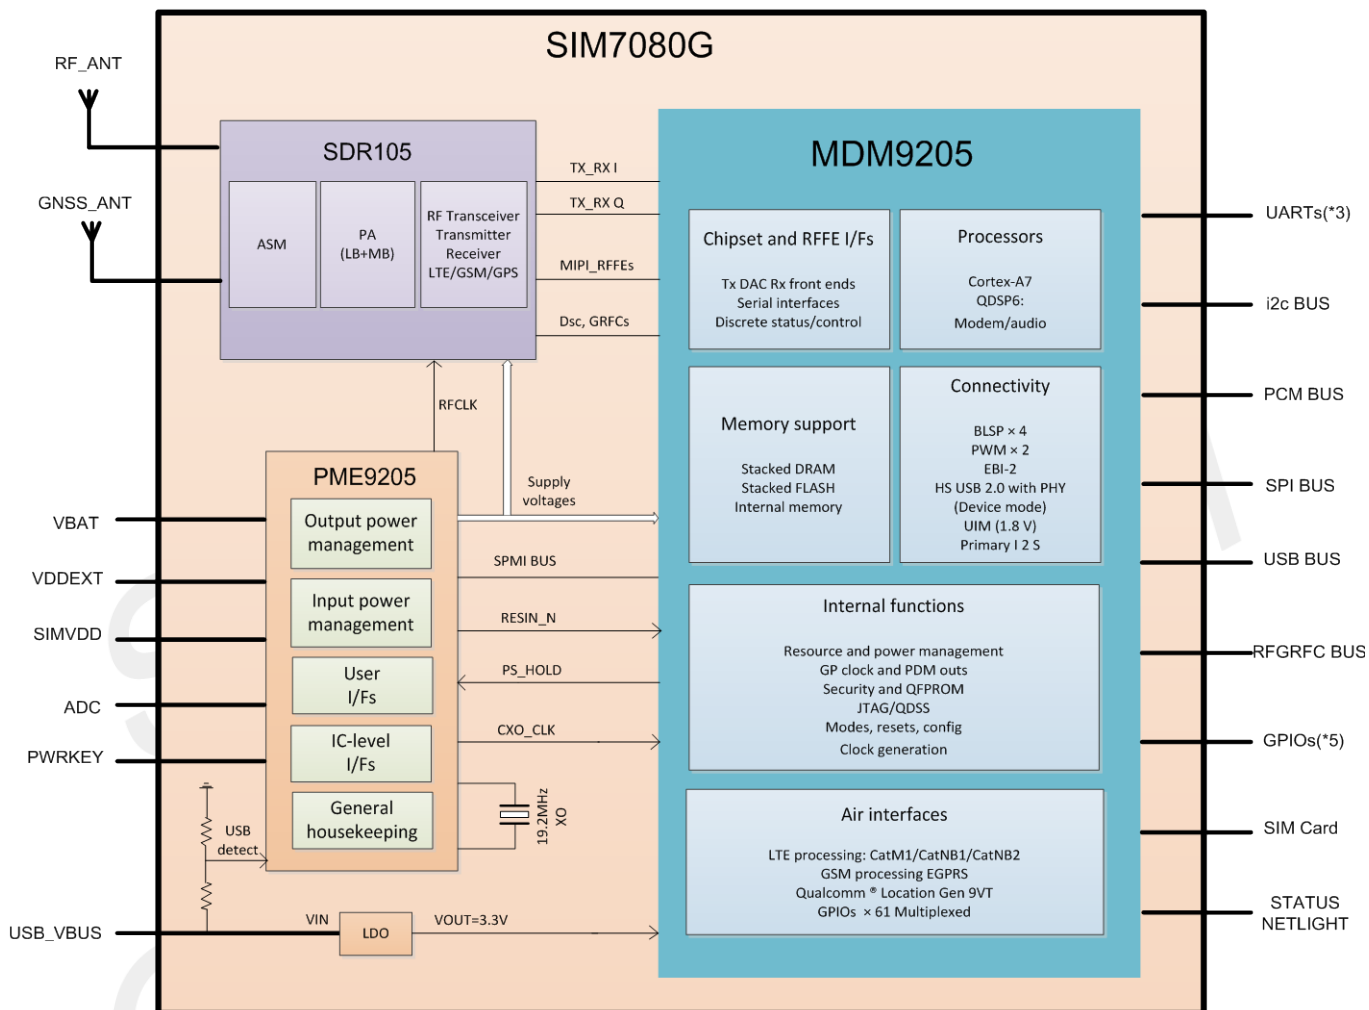 SIM7080G
RF_ANT
GNSS_ANT
SDR105
ASM
PA
(LB+MB)
RF Transceiver
Transmitter
Receiver
LTE/GSM/GPS
TX_RX I
TX_RX Q
MIPI_RFFEs
Dsc, GRFCs
RFCLK
Supply
voltages
MDM9205
Chipset and RFFE I/Fs
Tx DAC Rx front ends
Serial interfaces
Discrete status/control
Processors
Cortex-A7
QDSP6:
Modem/audio
Memory support
Stacked DRAM
Stacked FLASH
Internal memory
Connectivity
BLSP × 4
PWM × 2
EBI-2
HS USB 2.0 with PHY
(Device mode)
UIM (1.8 V)
Primary I 2 S
Internal functions
Resource and power management
GP clock and PDM outs
Security and QFPROM
JTAG/QDSS
Modes, resets, config
Clock generation
Air interfaces
LTE processing: CatM1/CatNB1/CatNB2
GSM processing EGPRS
Qualcomm ® Location Gen 9VT
GPIOs × 61 Multiplexed
PME9205
Output power
management
Input power
management
User
I/Fs
IC-level
I/Fs
General
housekeeping
SPMI BUS
RESIN_N
PS_HOLD
CXO_CLK
19.2MHz
XO
VBAT
VDDEXT
SIMVDD
ADC
PWRKEY
USB
detect
USB_VBUS
VIN
LDO
VOUT=3.3V
UARTs(*3)
i2c BUS
PCM BUS
SPI BUS
USB BUS
RFGRFC BUS
GPIOs(*5)
SIM Card
STATUS
NETLIGHT